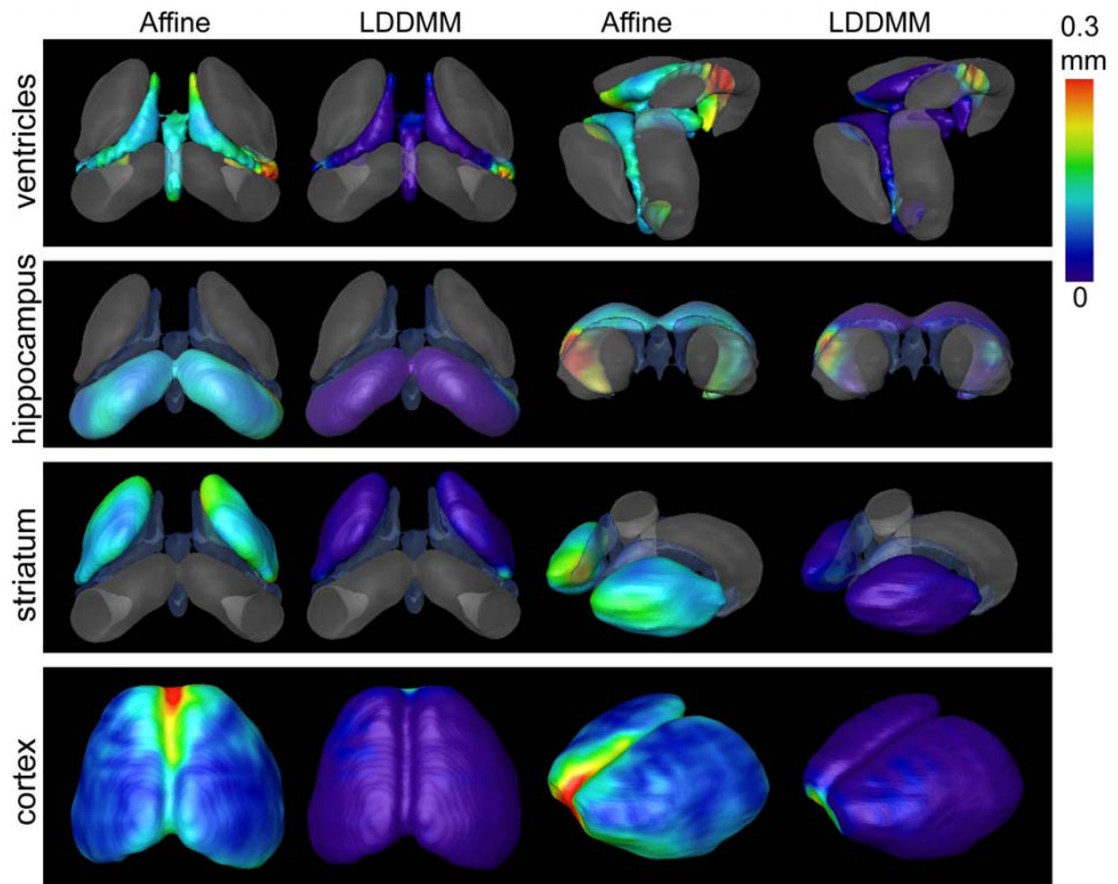 Affine LDDMM Affine LDDMM
0.3
mm
ventricles
0
hippocampus
striatum
cortex